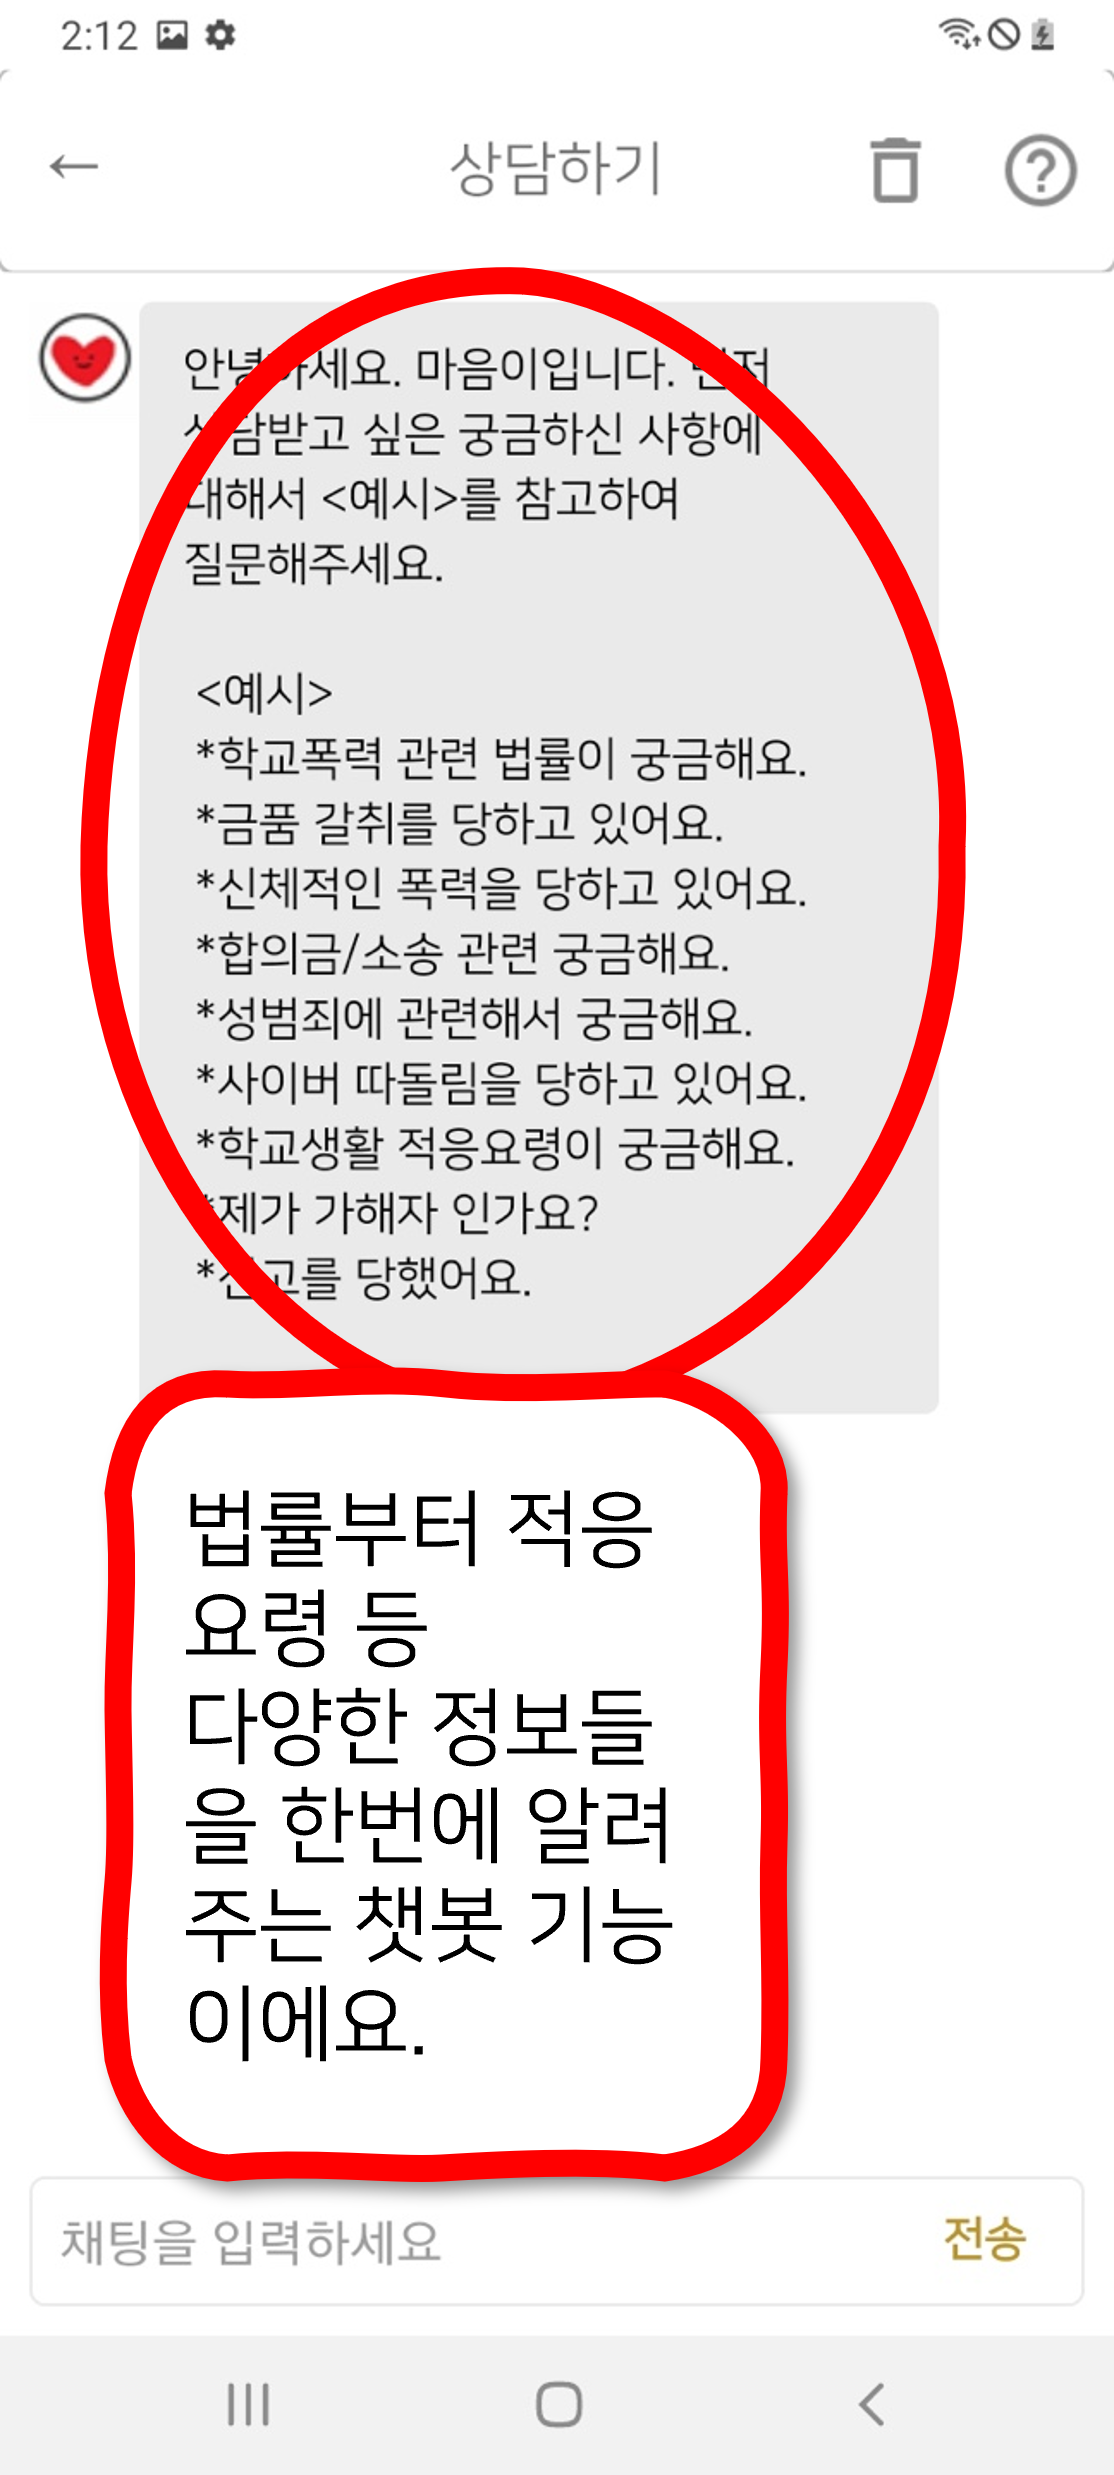 2:12
상담하기
안녕하세요. 마음이입니다. 먼저
상담받고 싶은 궁금하신 사항에
대해서 <예시>를 참고하여
질문해주세요.
<예시>
*학교폭력 관련 법률이 궁금해요.
*금품 갈취를 당하고 있어요.
*신체적인 폭력을 당하고 있어요.
*합의금/소송 관련 궁금해요.
*성범죄에 관련해서 궁금해요.
*사이버 따돌림을 당하고 있어요.
*학교생활 적응요령이 궁금해요.
*제가 가해자 인가요?
*신고를 당했어요.
법률부터 적응
요령 등
다양한 정보들
을 한번에 알려
주는 챗봇 기능
이에요.
채팅을 입력하세요
전송